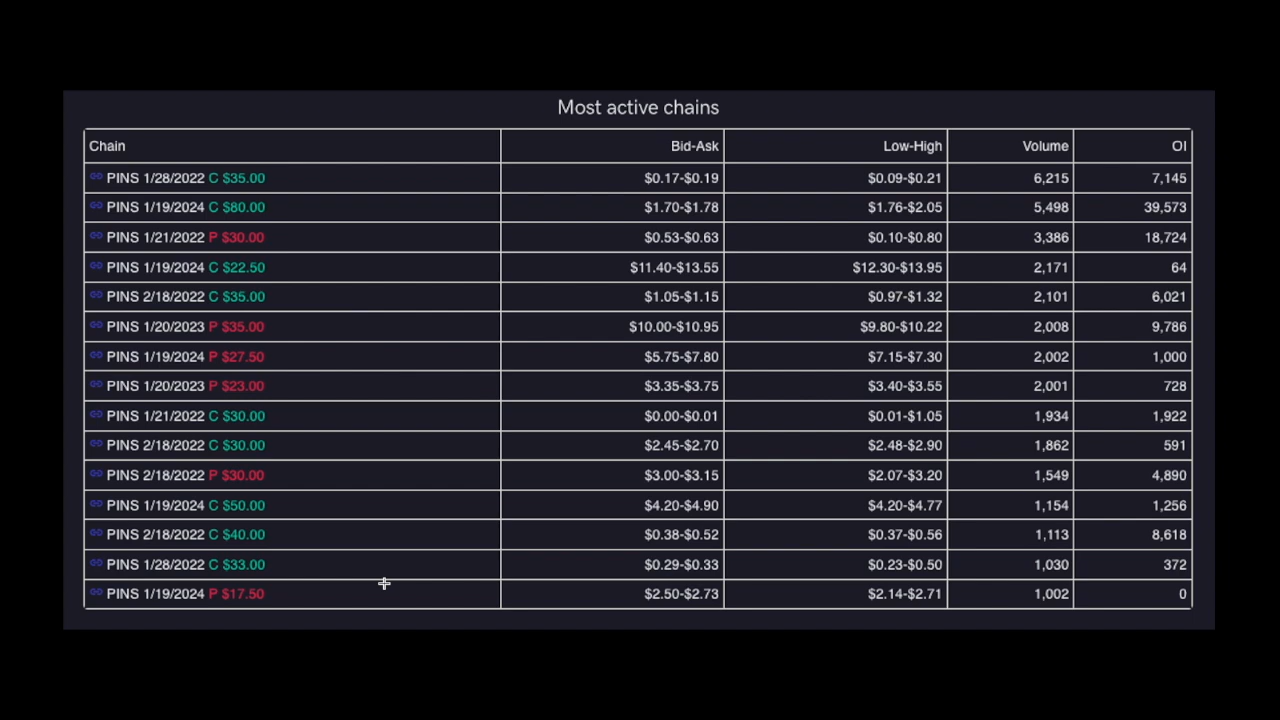 Most active chains
Chain Bid-Ask Low-High Volume OI
PINS 1/28/2022 C $35.00 $0.17-$0.19 $0.09-$0.21 6,215 7,145
PINS 1/19/2024 C $80.00 $1.70-$1.78 $1.76-$2.05 5,498 39,573
PINS 1/21/2022 P $30.00 $0.53-$0.63 $0.10-$0.80 3,386 18,724
PINS 1/19/2024 C $22.50 $11.40-$13.55 $12.30-$13.95 2,171 64
PINS 2/18/2022 C $35.00 $1.05-$1.15 $0.97-$1.32 2,101 6,021
PINS 1/20/2023 P $35.00 $10.00-$10.95 $9.80-$10.22 2,008 9,786
PINS 1/19/2024 P $27.50 $5.75-$7.80 $7.15-$7.30 2,002 1,000
PINS 1/20/2023 P $23.00 $3.35-$3.75 $3.40-$3.55 2,001 728
PINS 1/21/2022 C $30.00 $0.00-$0.01 $0.01-$1.05 1,934 1,922
PINS 2/18/2022 C $30.00 $2.45-$2.70 $2.48-$2.90 1,862 591
PINS 2/18/2022 P $30.00 $3.00-$3.15 $2.07-$3.20 1,549 4,890
PINS 1/19/2024 C $50.00 $4.20-$4.90 $4.20-$4.77 1,154 1,256
PINS 2/18/2022 C $40.00 $0.38-$0.52 $0.37-$0.56 1,113 8,618
PINS 1/28/2022 C $33.00 $0.29-$0.33 $0.23-$0.50 1,030 372
PINS 1/19/2024 P $17.50 $2.50-$2.73 $2.14-$2.71 1,002 0